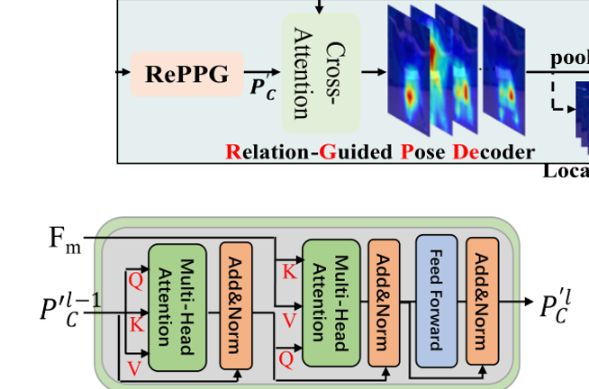 RePPG
P'_C
Cross-
Attention
pool
Relation-Guided Pose Decoder
Loca
F_m
P'^{l-1}_C
Q
K
V
Multi-Head
Attention
Add&Norm
K
V
Q
Multi-Head
Attention
Add&Norm
Feed Forward
Add&Norm
P'^l_C